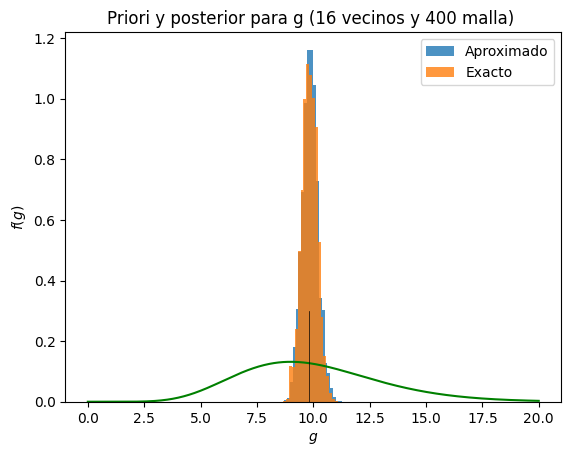 Priori y posterior para g (16 vecinos y 400 malla)
Aproximado
Exacto
f(g)
1.2
1.0
0.8
0.6
0.4
0.2
0.0
0.0 2.5 5.0 7.5 10.0 12.5 15.0 17.5 20.0
g